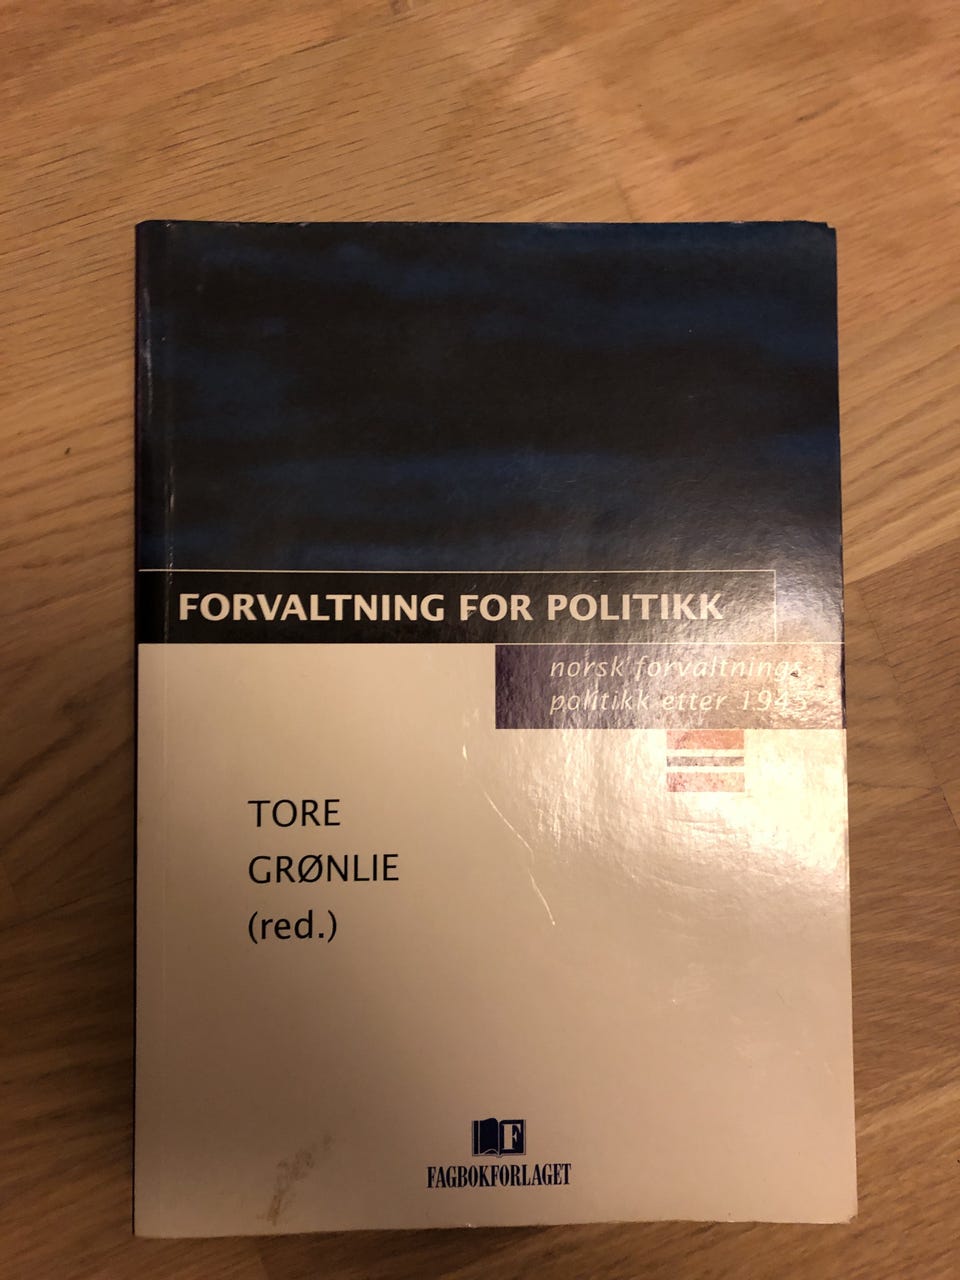 FORVALTNING FOR POLITIKK
norsk forvaltnings-
politikk etter 1945
TORE
GRØNLIE
(red.)
F
FAGBOKFORLAGET